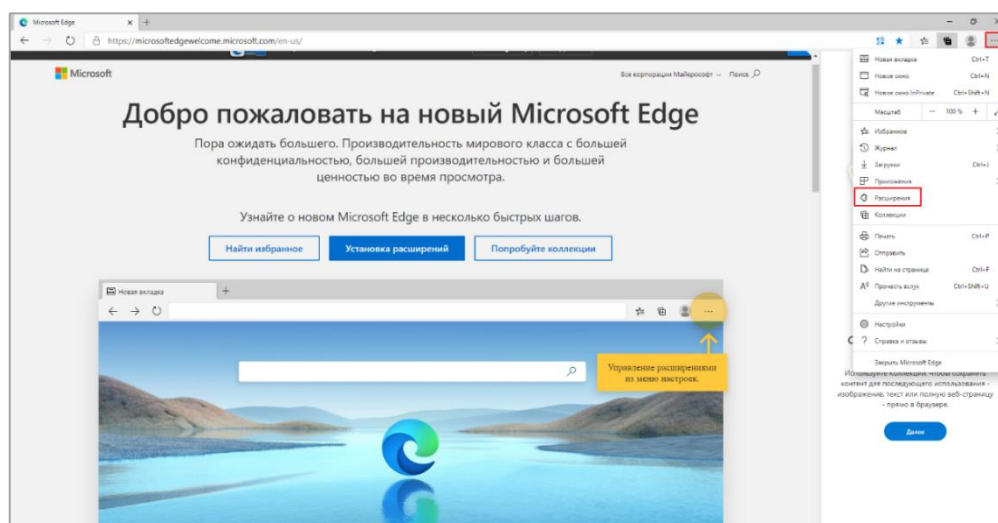 Microsoft Edge
https://microsoftedgewelcome.microsoft.com/en-us/
Microsoft
Все корпорации Майкрософт
Поиск
Добро пожаловать на новый Microsoft Edge
Пора ожидать большего. Производительность мирового класса с большей
конфиденциальностью, большей производительностью и большей
ценностью во время просмотра.
Узнайте о новом Microsoft Edge в несколько быстрых шагов.
Найти избранное
Установка расширений
Попробуйте коллекции
Новая вкладка
Управление расширениями
из меню настроек.
Новая вкладка Ctrl+T
Новое окно Ctrl+N
Новое окно InPrivate Ctrl+Shift+N
Масштаб − 100 % +
Избранное
Журнал
Загрузки Ctrl+J
Приложения
Расширения
Коллекции
Печать Ctrl+P
Отправить
Найти на странице Ctrl+F
Прочесть вслух Ctrl+Shift+U
Другие инструменты
Настройки
Справка и отзывы
Закрыть Microsoft Edge
Используйте Коллекции, чтобы сохранить
контент для последующего использования -
изображение, текст или полную веб-страницу
- прямо в браузере.
Далее